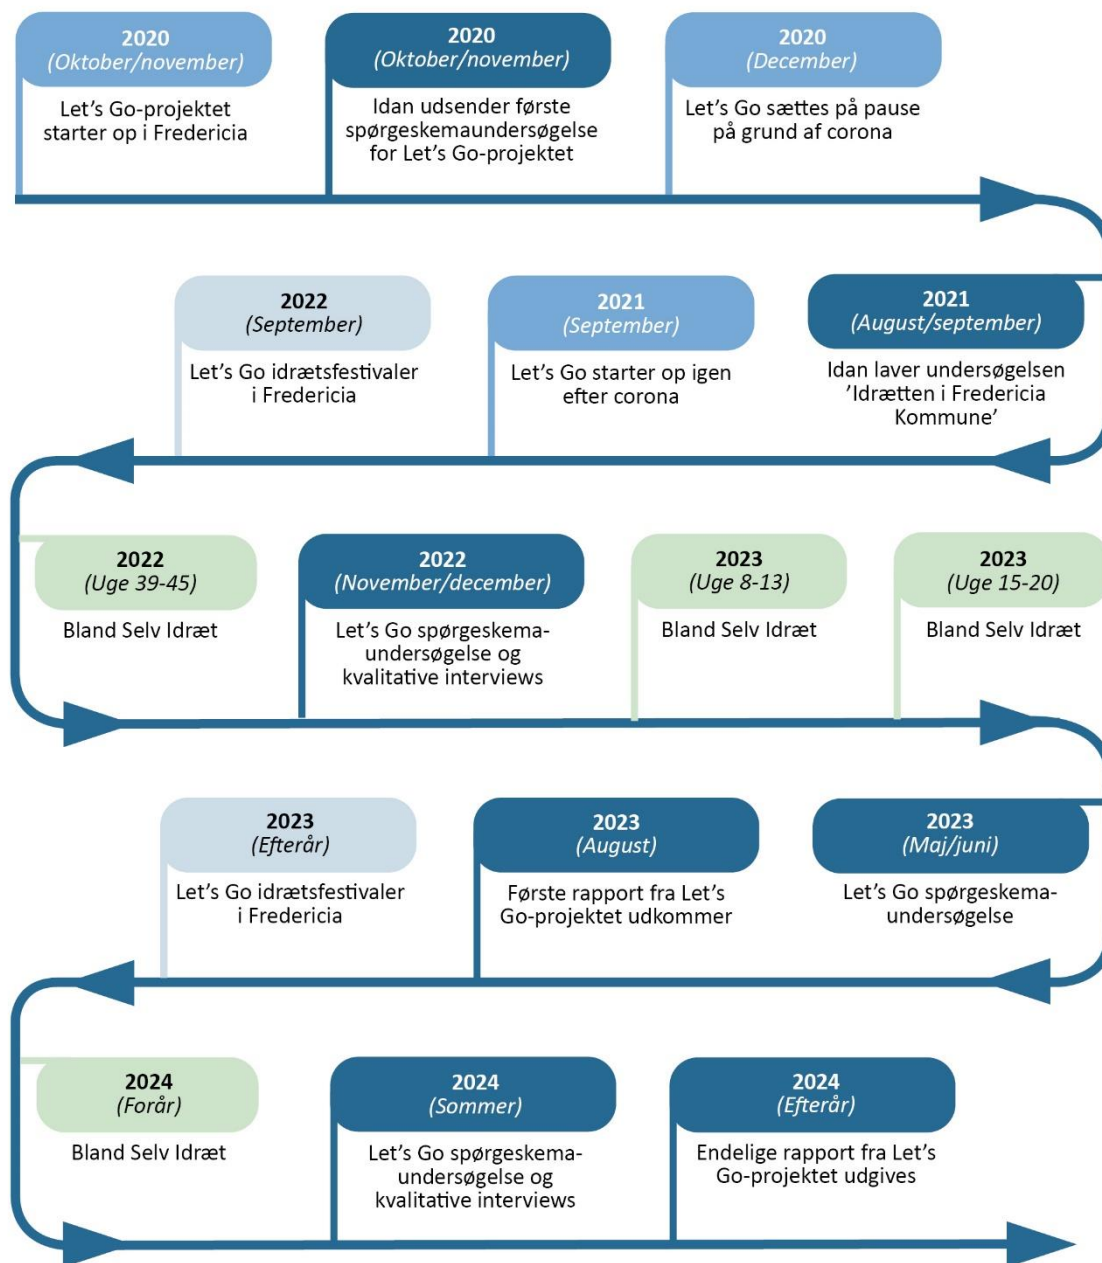 2020
(Oktober/november)
Let’s Go-projektet
starter op i Fredericia
2020
(Oktober/november)
Idan udsender første
spørgeskemaundersøgelse
for Let’s Go-projektet
2020
(December)
Let’s Go sættes på pause
på grund af corona
2021
(August/september)
Idan laver undersøgelsen
’Idrætten i Fredericia
Kommune’
2021
(September)
Let’s Go starter op igen
efter corona
2022
(September)
Let’s Go idrætsfestivaler
i Fredericia
2022
(Uge 39-45)
Bland Selv Idræt
2022
(November/december)
Let’s Go spørgeskema-
undersøgelse og
kvalitative interviews
2023
(Uge 8-13)
Bland Selv Idræt
2023
(Uge 15-20)
Bland Selv Idræt
2023
(Maj/juni)
Let’s Go spørgeskema-
undersøgelse
2023
(August)
Første rapport fra Let’s
Go-projektet udkommer
2023
(Efterår)
Let’s Go idrætsfestivaler
i Fredericia
2024
(Forår)
Bland Selv Idræt
2024
(Sommer)
Let’s Go spørgeskema-
undersøgelse og
kvalitative interviews
2024
(Efterår)
Endelige rapport fra Let’s
Go-projektet udgives